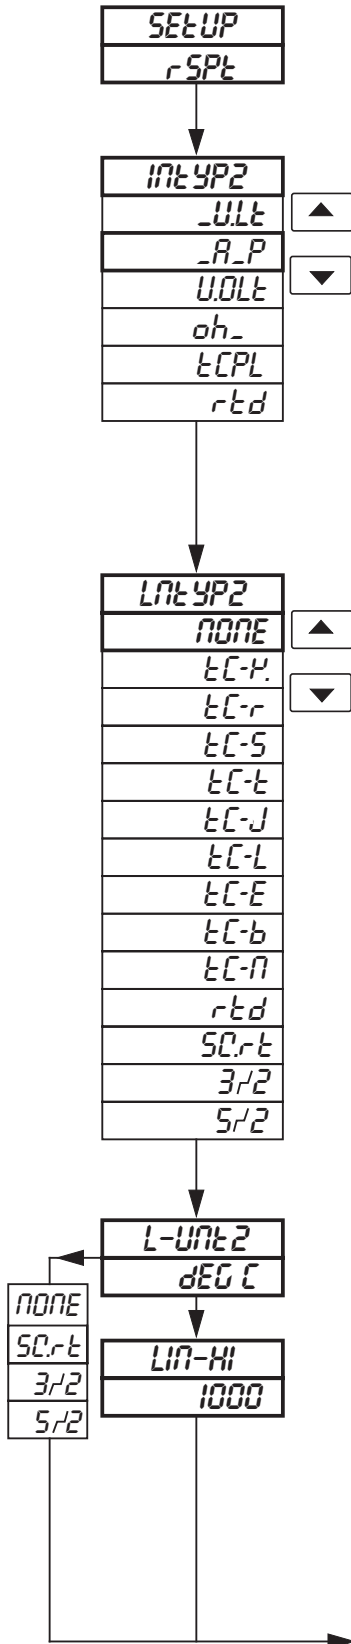 SEtUP
rSPt
INtYP2
_U.Lt
_A_P
U.OLt
oh_
tCPL
rtd
LNtYP2
NONE
tC-K.
tC-r
tC-S
tC-t
tC-J
tC-L
tC-E
tC-b
tC-N
rtd
SC.rt
3/2
5/2
L-UNt2
dEG C
NONE
SC.rt
3/2
5/2
LIN-HI
1000